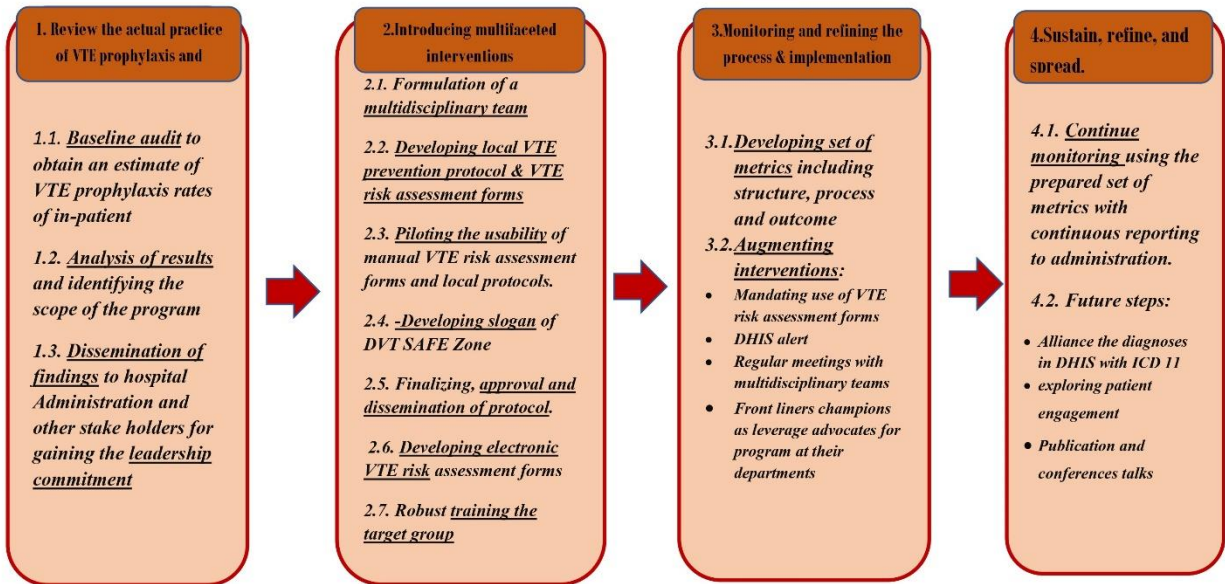 1. Review the actual practice
of VTE prophylaxis and
1.1. Baseline audit to
obtain an estimate of
VTE prophylaxis rates
of in-patient
1.2. Analysis of results
and identifying the
scope of the program
1.3. Dissemination of
findings to hospital
Administration and
other stake holders for
gaining the leadership
commitment
2.Introducing multifaceted
interventions
2.1. Formulation of a
multidisciplinary team
2.2. Developing local VTE
prevention protocol & VTE
risk assessment forms
2.3. Piloting the usability of
manual VTE risk assessment
forms and local protocols.
2.4. -Developing slogan of
DVT SAFE Zone
2.5. Finalizing, approval and
dissemination of protocol.
2.6. Developing electronic
VTE risk assessment forms
2.7. Robust training the
target group
3.Monitoring and refining the
process & implementation
3.1.Developing set of
metrics including
structure, process
and outcome
3.2.Augmenting
interventions:
• Mandating use of VTE
risk assessment forms
• DHIS alert
• Regular meetings with
multidisciplinary teams
• Front liners champions
as leverage advocates for
program at their
departments
4.Sustain, refine, and
spread.
4.1. Continue
monitoring using the
prepared set of
metrics with
continuous reporting
to administration.
4.2. Future steps:
• Alliance the diagnoses
in DHIS with ICD 11
• exploring patient
engagement
• Publication and
conferences talks